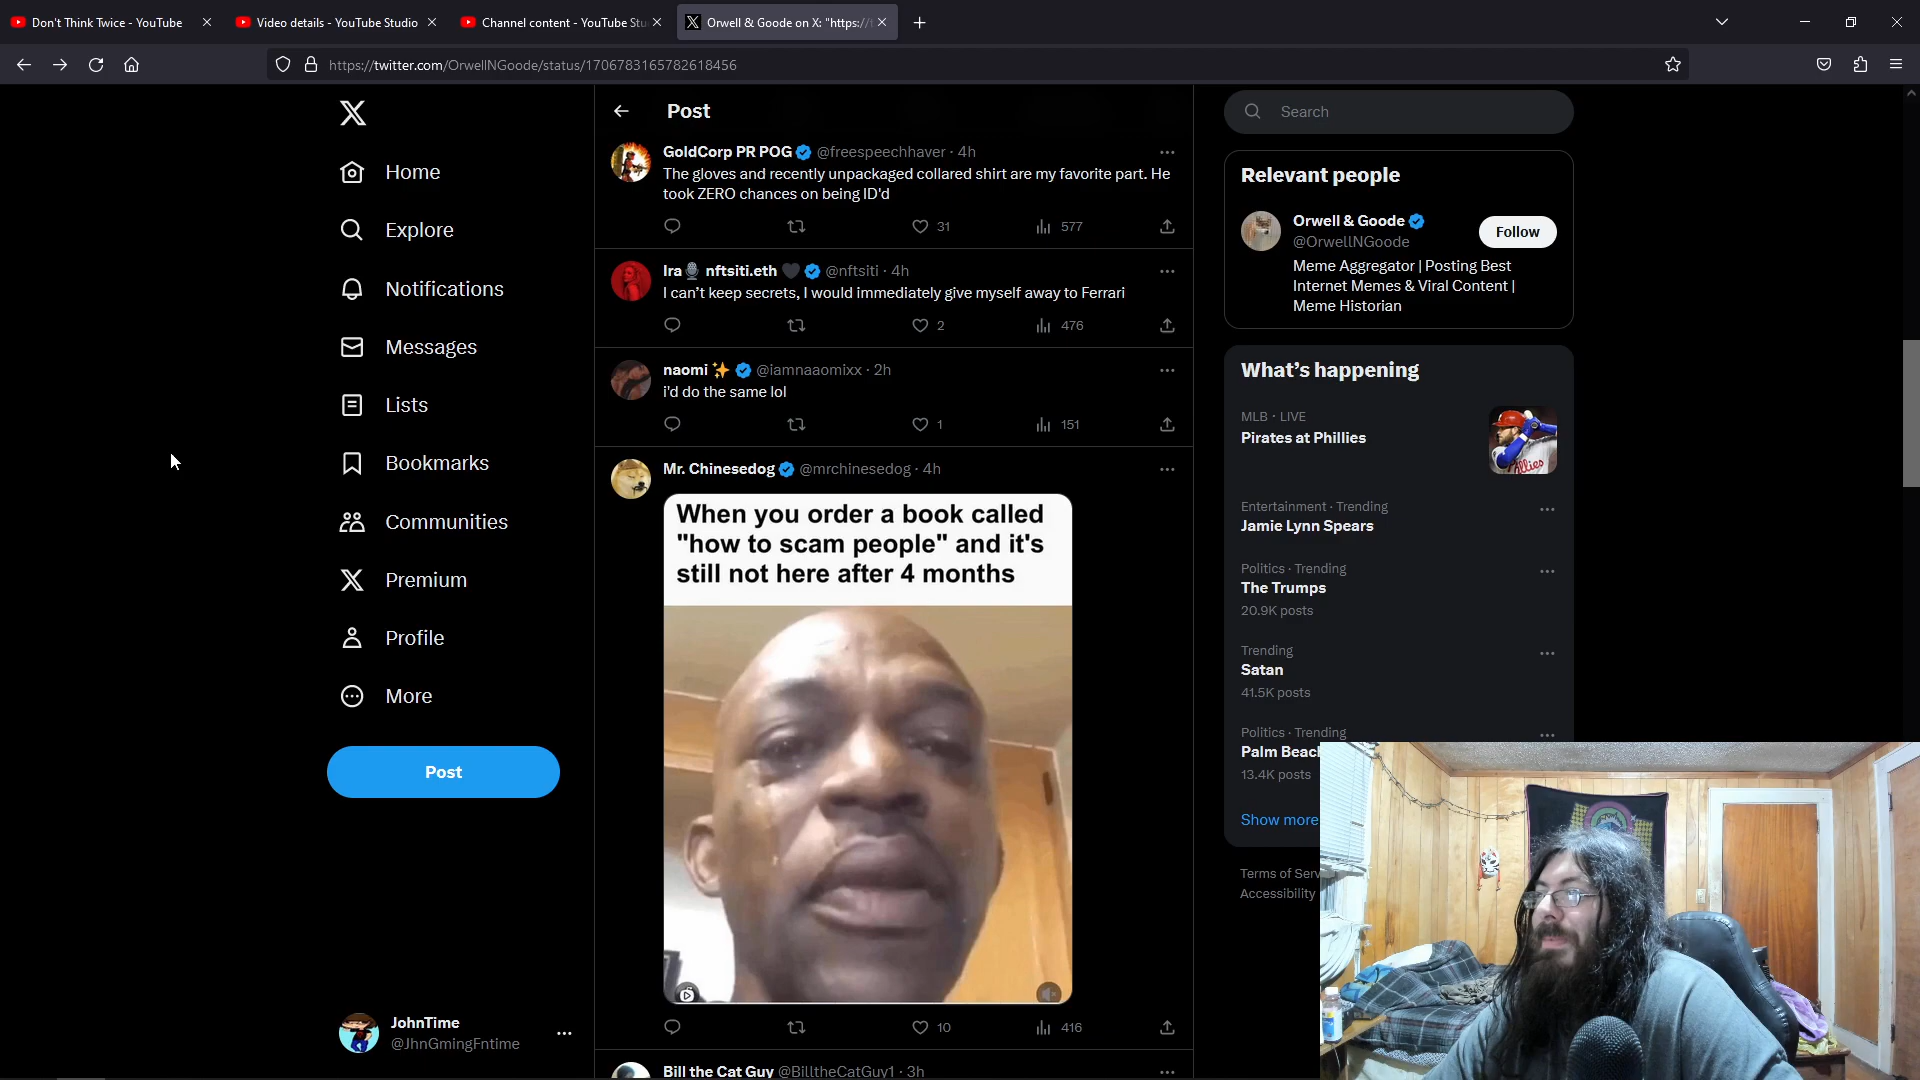 Don't Think Twice - YouTube
Video details - YouTube Studio
Channel content - YouTube Stu
Orwell & Goode on X: "https://t
https://twitter.com/OrwellNGoode/status/1706783165782618456
Home
Explore
Notifications
Messages
Lists
Bookmarks
Communities
Premium
Profile
More
Post
JohnTime
@JhnGmingFntime
Post
GoldCorp PR POG @freespeechhaver · 4h
The gloves and recently unpackaged collared shirt are my favorite part. He
took ZERO chances on being ID'd
31 577
Ira nftsiti.eth @nftsiti · 4h
I can’t keep secrets, I would immediately give myself away to Ferrari
2 476
naomi @iamnaaomixx · 2h
i'd do the same lol
1 151
Mr. Chinesedog @mrchinesedog · 4h
When you order a book called
"how to scam people" and it's
still not here after 4 months
10 416
Bill the Cat Guy @BilltheCatGuy1 · 3h
Search
Relevant people
Orwell & Goode
@OrwellNGoode
Follow
Meme Aggregator | Posting Best
Internet Memes & Viral Content |
Meme Historian
What’s happening
MLB · LIVE
Pirates at Phillies
Entertainment · Trending
Jamie Lynn Spears
Politics · Trending
The Trumps
20.9K posts
Trending
Satan
41.5K posts
Politics · Trending
Palm Beach
13.4K posts
Show more
Terms of Serv
Accessibility